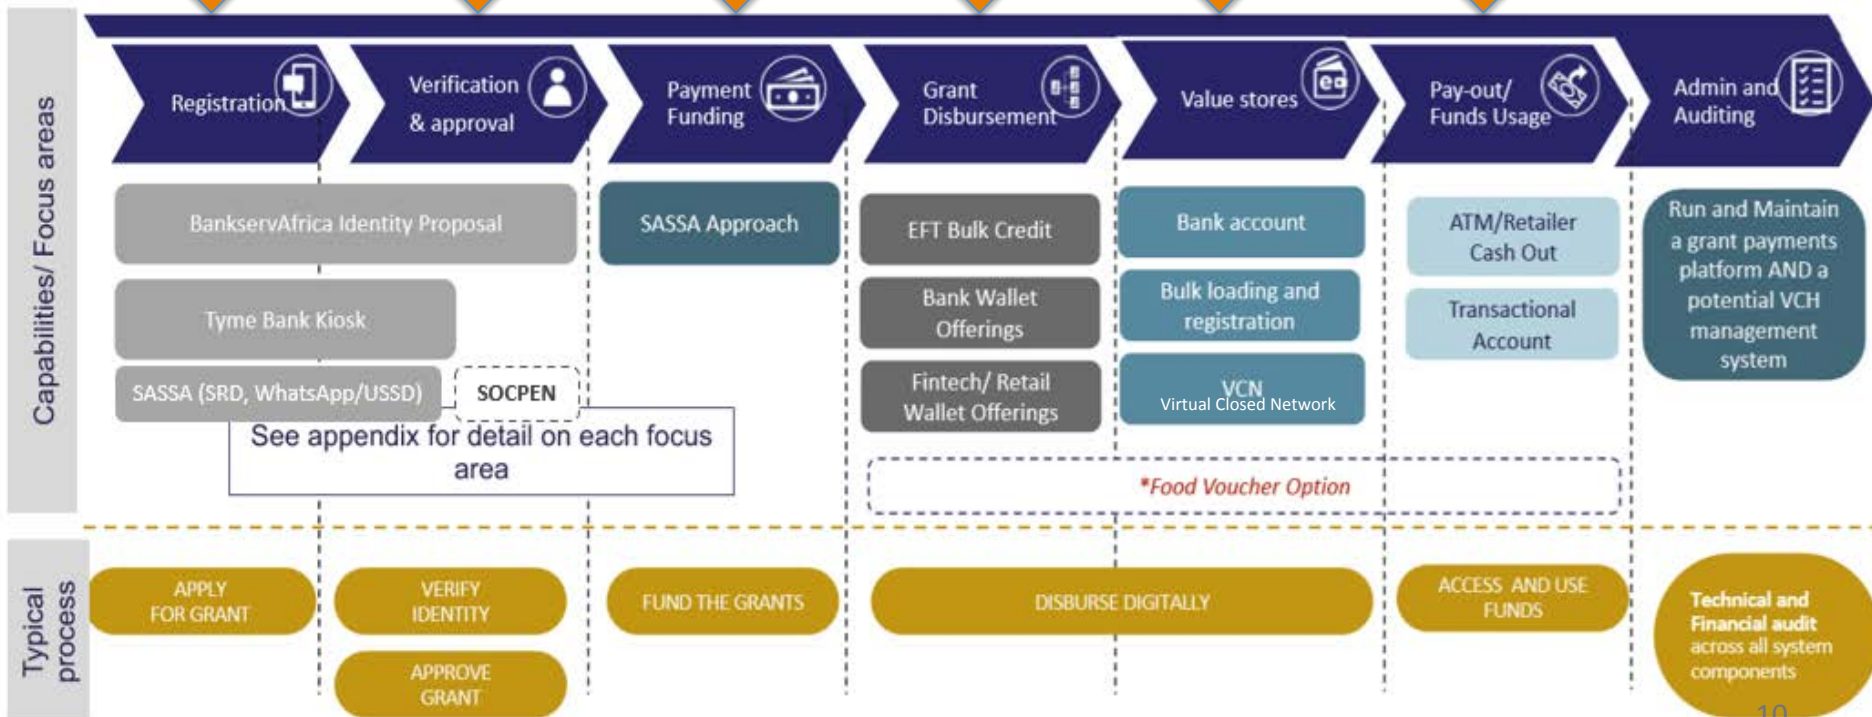 Capabilities/ Focus areas
Registration
Verification
& approval
Payment
Funding
Grant
Disbursement
Value stores
Pay-out/
Funds Usage
Admin and
Auditing
BankservAfrica Identity Proposal
Tyme Bank Kiosk
SASSA (SRD, WhatsApp/USSD)
SOCPEN
See appendix for detail on each focus
area
SASSA Approach
EFT Bulk Credit
Bank Wallet
Offerings
Fintech/ Retail
Wallet Offerings
Bank account
Bulk loading and
registration
VCN
Virtual Closed Network
ATM/Retailer
Cash Out
Transactional
Account
Run and Maintain
a grant payments
platform AND a
potential VCH
management
system
*Food Voucher Option
Typical
process
APPLY
FOR GRANT
VERIFY
IDENTITY
APPROVE
GRANT
FUND THE GRANTS
DISBURSE DIGITALLY
ACCESS AND USE
FUNDS
Technical and
Financial audit
across all system
components
10